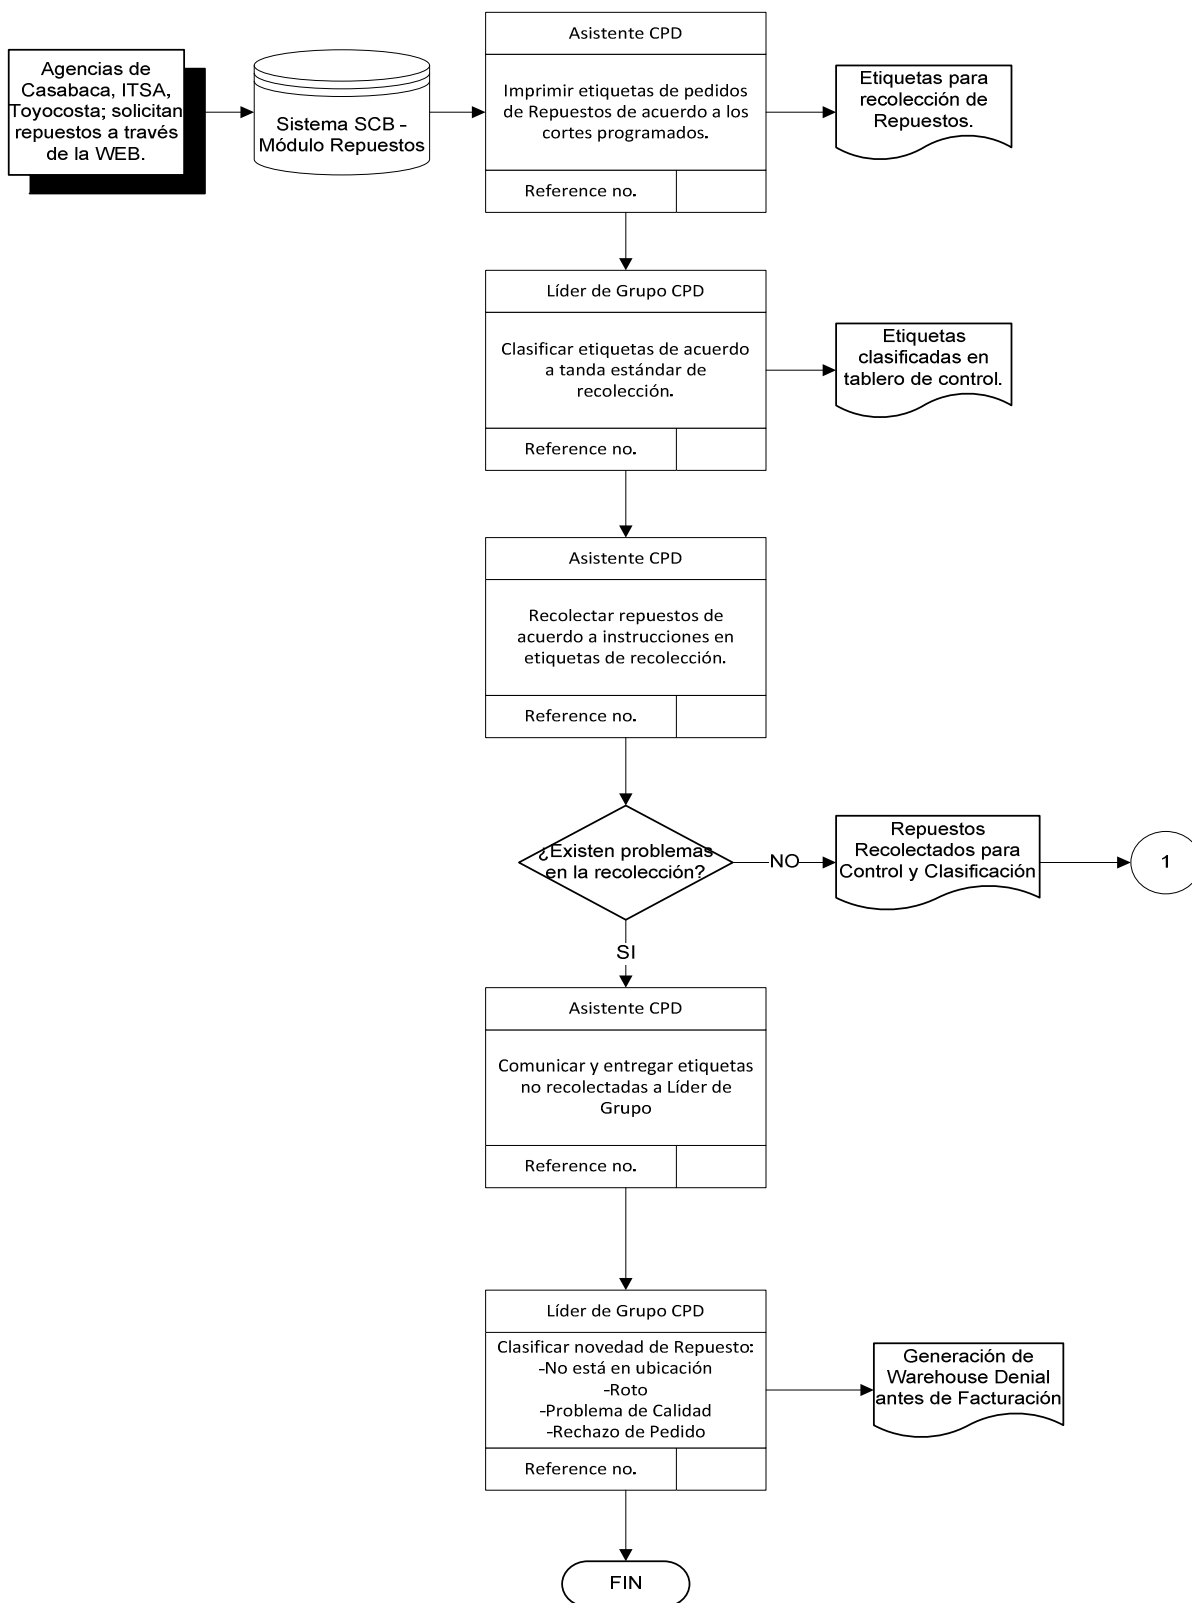 Agencias de
Casabaca, ITSA,
Toyocosta; solicitan
repuestos a través
de la WEB.
Sistema SCB -
Módulo Repuestos
Asistente CPD
Imprimir etiquetas de pedidos
de Repuestos de acuerdo a los
cortes programados.
Reference no.
Etiquetas para
recolección de
Repuestos.
Líder de Grupo CPD
Clasificar etiquetas de acuerdo
a tanda estándar de
recolección.
Reference no.
Etiquetas
clasificadas en
tablero de control.
Asistente CPD
Recolectar repuestos de
acuerdo a instrucciones en
etiquetas de recolección.
Reference no.
¿Existen problemas
en la recolección?
NO
Repuestos
Recolectados para
Control y Clasificación
1
SI
Asistente CPD
Comunicar y entregar etiquetas
no recolectadas a Líder de
Grupo
Reference no.
Líder de Grupo CPD
Clasificar novedad de Repuesto:
-No está en ubicación
-Roto
-Problema de Calidad
-Rechazo de Pedido
Reference no.
Generación de
Warehouse Denial
antes de Facturación
FIN